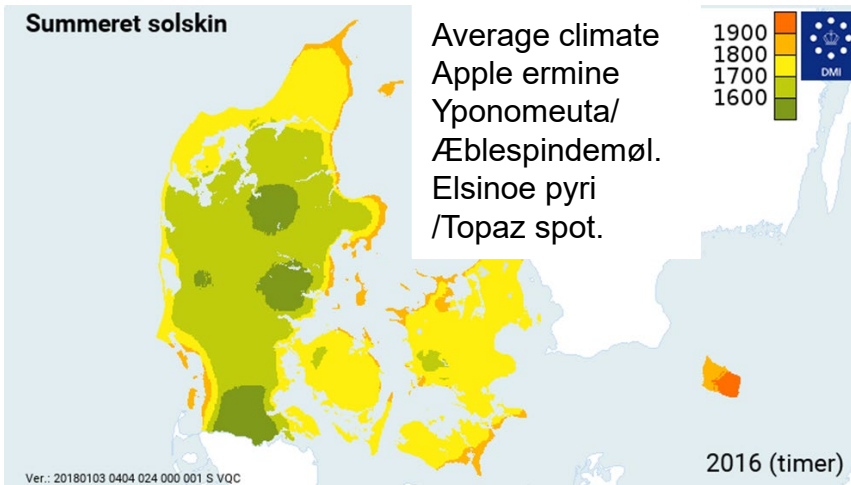 Summeret solskin
Average climate
Apple ermine
Yponomeuta/
Æblespindemøl.
Elsinoe pyri
/Topaz spot.
1900
1800
1700
1600
DMI
2016 (timer)
Ver.: 20180103 0404 024 000 001 S VQC